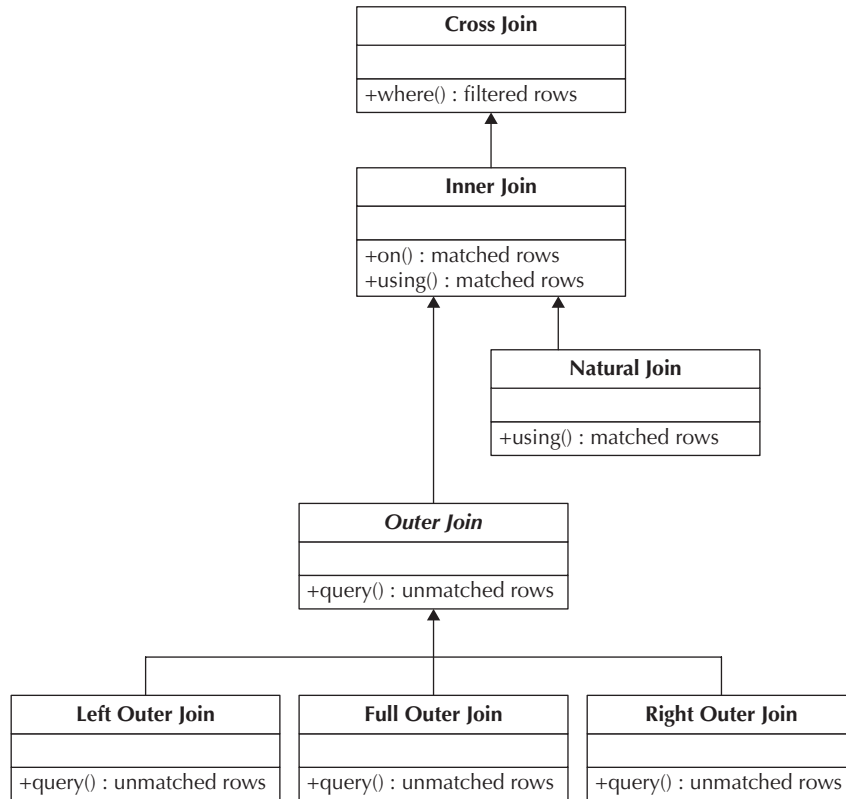 Cross Join
+where() : filtered rows
Inner Join
+on() : matched rows
+using() : matched rows
Natural Join
+using() : matched rows
Outer Join
+query() : unmatched rows
Left Outer Join
+query() : unmatched rows
Full Outer Join
+query() : unmatched rows
Right Outer Join
+query() : unmatched rows